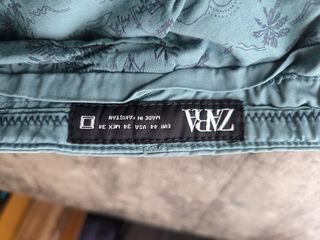 ZARA
EUR 44 USA 34 MEX 34
MADE IN PAKISTAN